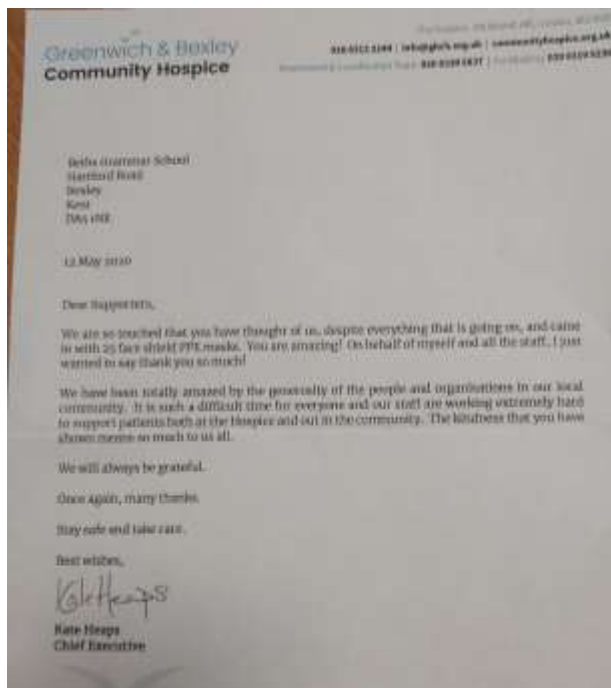 Greenwich & Bexley
Community Hospice
Grammar School
Bexley
Kent
12 May 2020
Dear Supporters,
We are so touched that you have thought of us, despite everything that is going on, and came
in with 25 face shield PPE masks. You are amazing! On behalf of myself and all the staff, I just
wanted to say thank you so much!
We have been totally amazed by the generosity of the people and organisations in our local
community. It is such a difficult time for everyone and our staff are working extremely hard
to support patients both at the Hospice and out in the community. The kindness that you have
shown means so much to us all.
We will always be grateful.
Once again, many thanks.
Stay safe and take care.
Best wishes,
Kate Heaps
Kate Heaps
Chief Executive